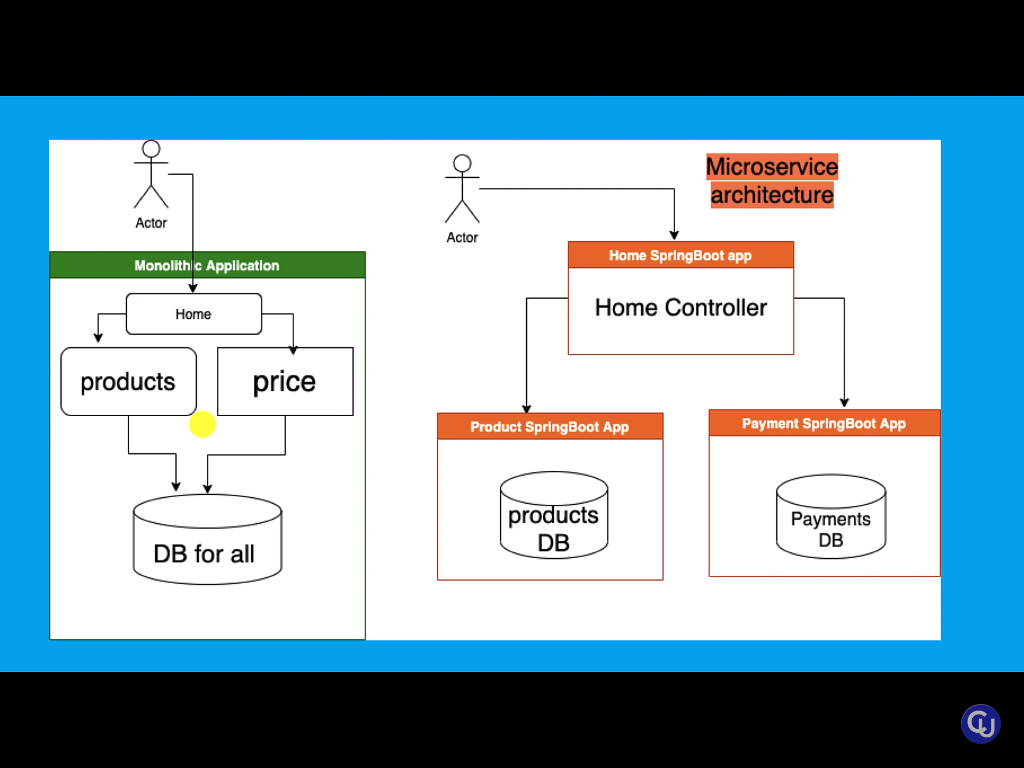 Actor
Monolithic Application
Home
products
price
DB for all
Actor
Microservice
architecture
Home SpringBoot app
Home Controller
Product SpringBoot App
products
DB
Payment SpringBoot App
Payments
DB
CU